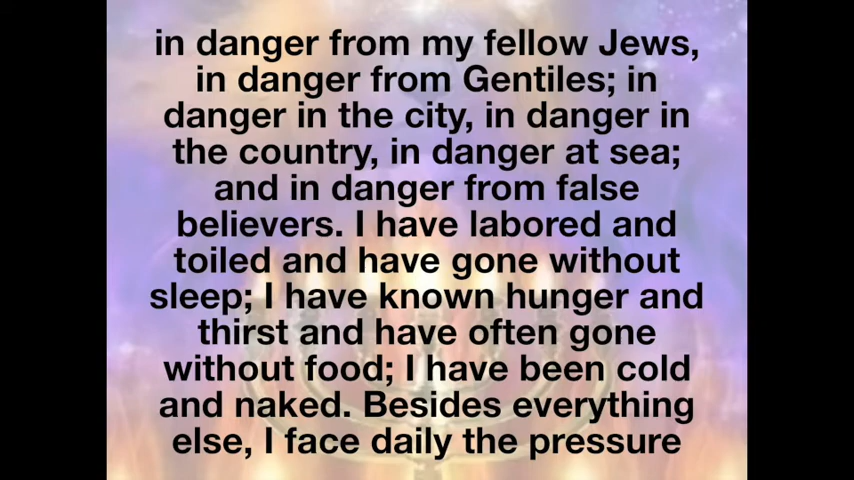 in danger from my fellow Jews,
in danger from Gentiles; in
danger in the city, in danger in
the country, in danger at sea;
and in danger from false
believers. I have labored and
toiled and have gone without
sleep; I have known hunger and
thirst and have often gone
without food; I have been cold
and naked. Besides everything
else, I face daily the pressure